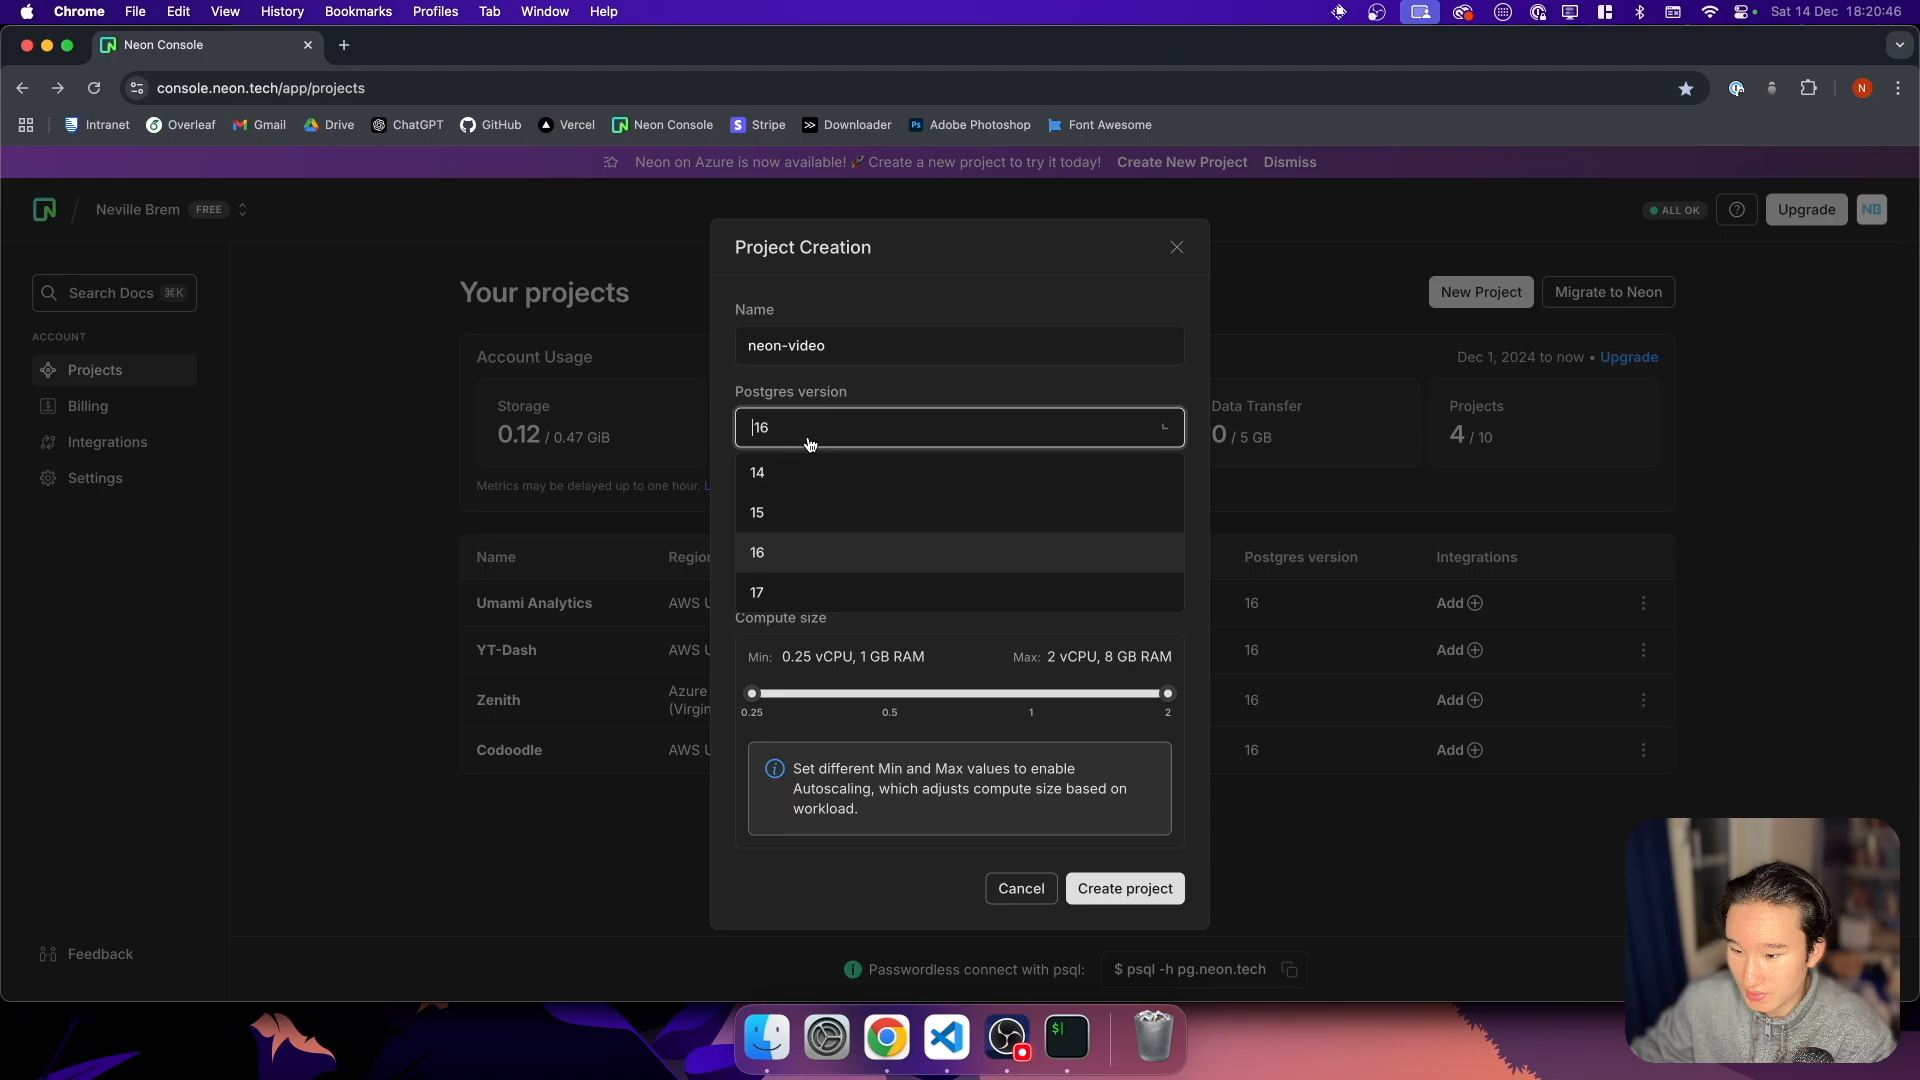 Chrome File Edit View History Bookmarks Profiles Tab Window Help
Sat 14 Dec 18:20:46
Neon Console
console.neon.tech/app/projects
N
Intranet Overleaf Gmail Drive ChatGPT GitHub Vercel Neon Console Stripe Downloader Adobe Photoshop Font Awesome
Neon on Azure is now available! 🚀 Create a new project to try it today! Create New Project Dismiss
Neville Brem FREE
ALL OK
Upgrade
NB
Search Docs ⌘K
ACCOUNT
Projects
Billing
Integrations
Settings
Feedback
Your projects
New Project
Migrate to Neon
Account Usage
Dec 1, 2024 to now • Upgrade
Storage
0.12 / 0.47 GiB
Data Transfer
0 / 5 GB
Projects
4 / 10
Metrics may be delayed up to one hour. L
Name Region Postgres version Integrations
Umami Analytics AWS U 16 Add
YT-Dash AWS U 16 Add
Zenith Azure (Virgin 16 Add
Codoodle AWS U 16 Add
Project Creation
Name
neon-video
Postgres version
16
14
15
16
17
Compute size
Min: 0.25 vCPU, 1 GB RAM Max: 2 vCPU, 8 GB RAM
0.25 0.5 1 2
Set different Min and Max values to enable
Autoscaling, which adjusts compute size based on
workload.
Cancel
Create project
Passwordless connect with psql: $ psql -h pg.neon.tech
$